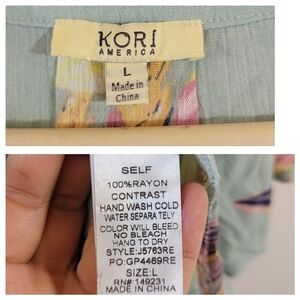 KORI
AMERICA
L
Made in
China
SELF
100%RAYON
CONTRAST
HAND WASH COLD
WATER SEPARA TELY
COLOR WILL BLEED
NO BLEACH
HANG TO DRY
STYLE:J5763RE
PO:GP4469RE
SIZE:L
RN# 149231
MADE IN CHINA